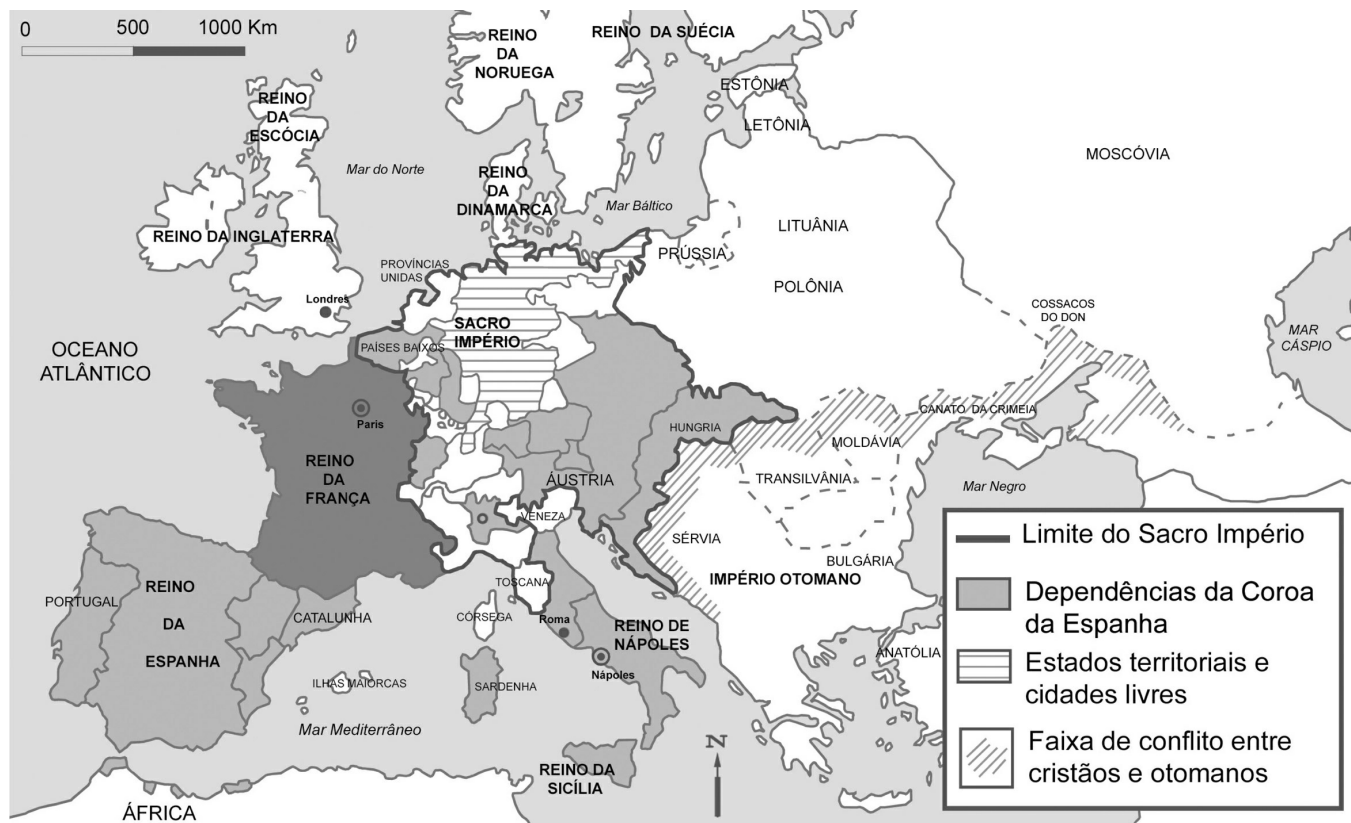 0 500 1000 Km
REINO
DA
NORUEGA
REINO DA SUÉCIA
ESTÔNIA
LETÔNIA
MOSCÓVIA
REINO
DA
ESCÓCIA
Mar do Norte
REINO
DA
DINAMARCA
Mar Báltico
LITUÂNIA
REINO DA INGLATERRA
PRÚSSIA
PROVÍNCIAS
UNIDAS
POLÔNIA
Londres
COSSACOS
DO DON
MAR
CÁSPIO
SACRO
IMPÉRIO
PAÍSES BAIXOS
OCEANO
ATLÂNTICO
Paris
CANATO DA CRIMEIA
HUNGRIA
MOLDÁVIA
REINO
DA
FRANÇA
ÁUSTRIA
TRANSILVÂNIA
Mar Negro
VENEZA
SÉRVIA
BULGÁRIA
IMPÉRIO OTOMANO
TOSCANA
PORTUGAL
REINO
DA
ESPANHA
CATALUNHA
CÓRSEGA
Roma
REINO DE
NÁPOLES
Nápoles
ANATÓLIA
ILHAS MAIORCAS
SARDENHA
Mar Mediterrâneo
REINO DA
SICÍLIA
N
ÁFRICA
Limite do Sacro Império
Dependências da Coroa
da Espanha
Estados territoriais e
cidades livres
Faixa de conflito entre
cristãos e otomanos